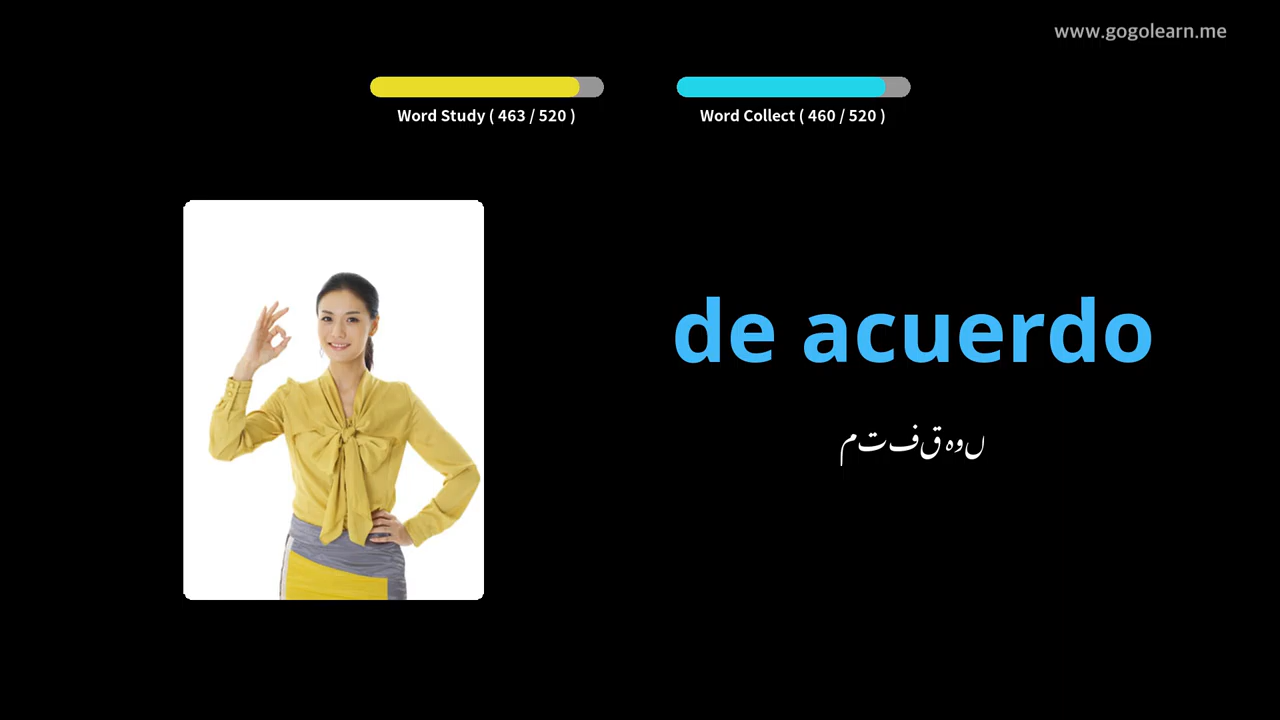 www.gogolearn.me
Word Study ( 463 / 520 )
Word Collect ( 460 / 520 )
de acuerdo
متفق ہوں